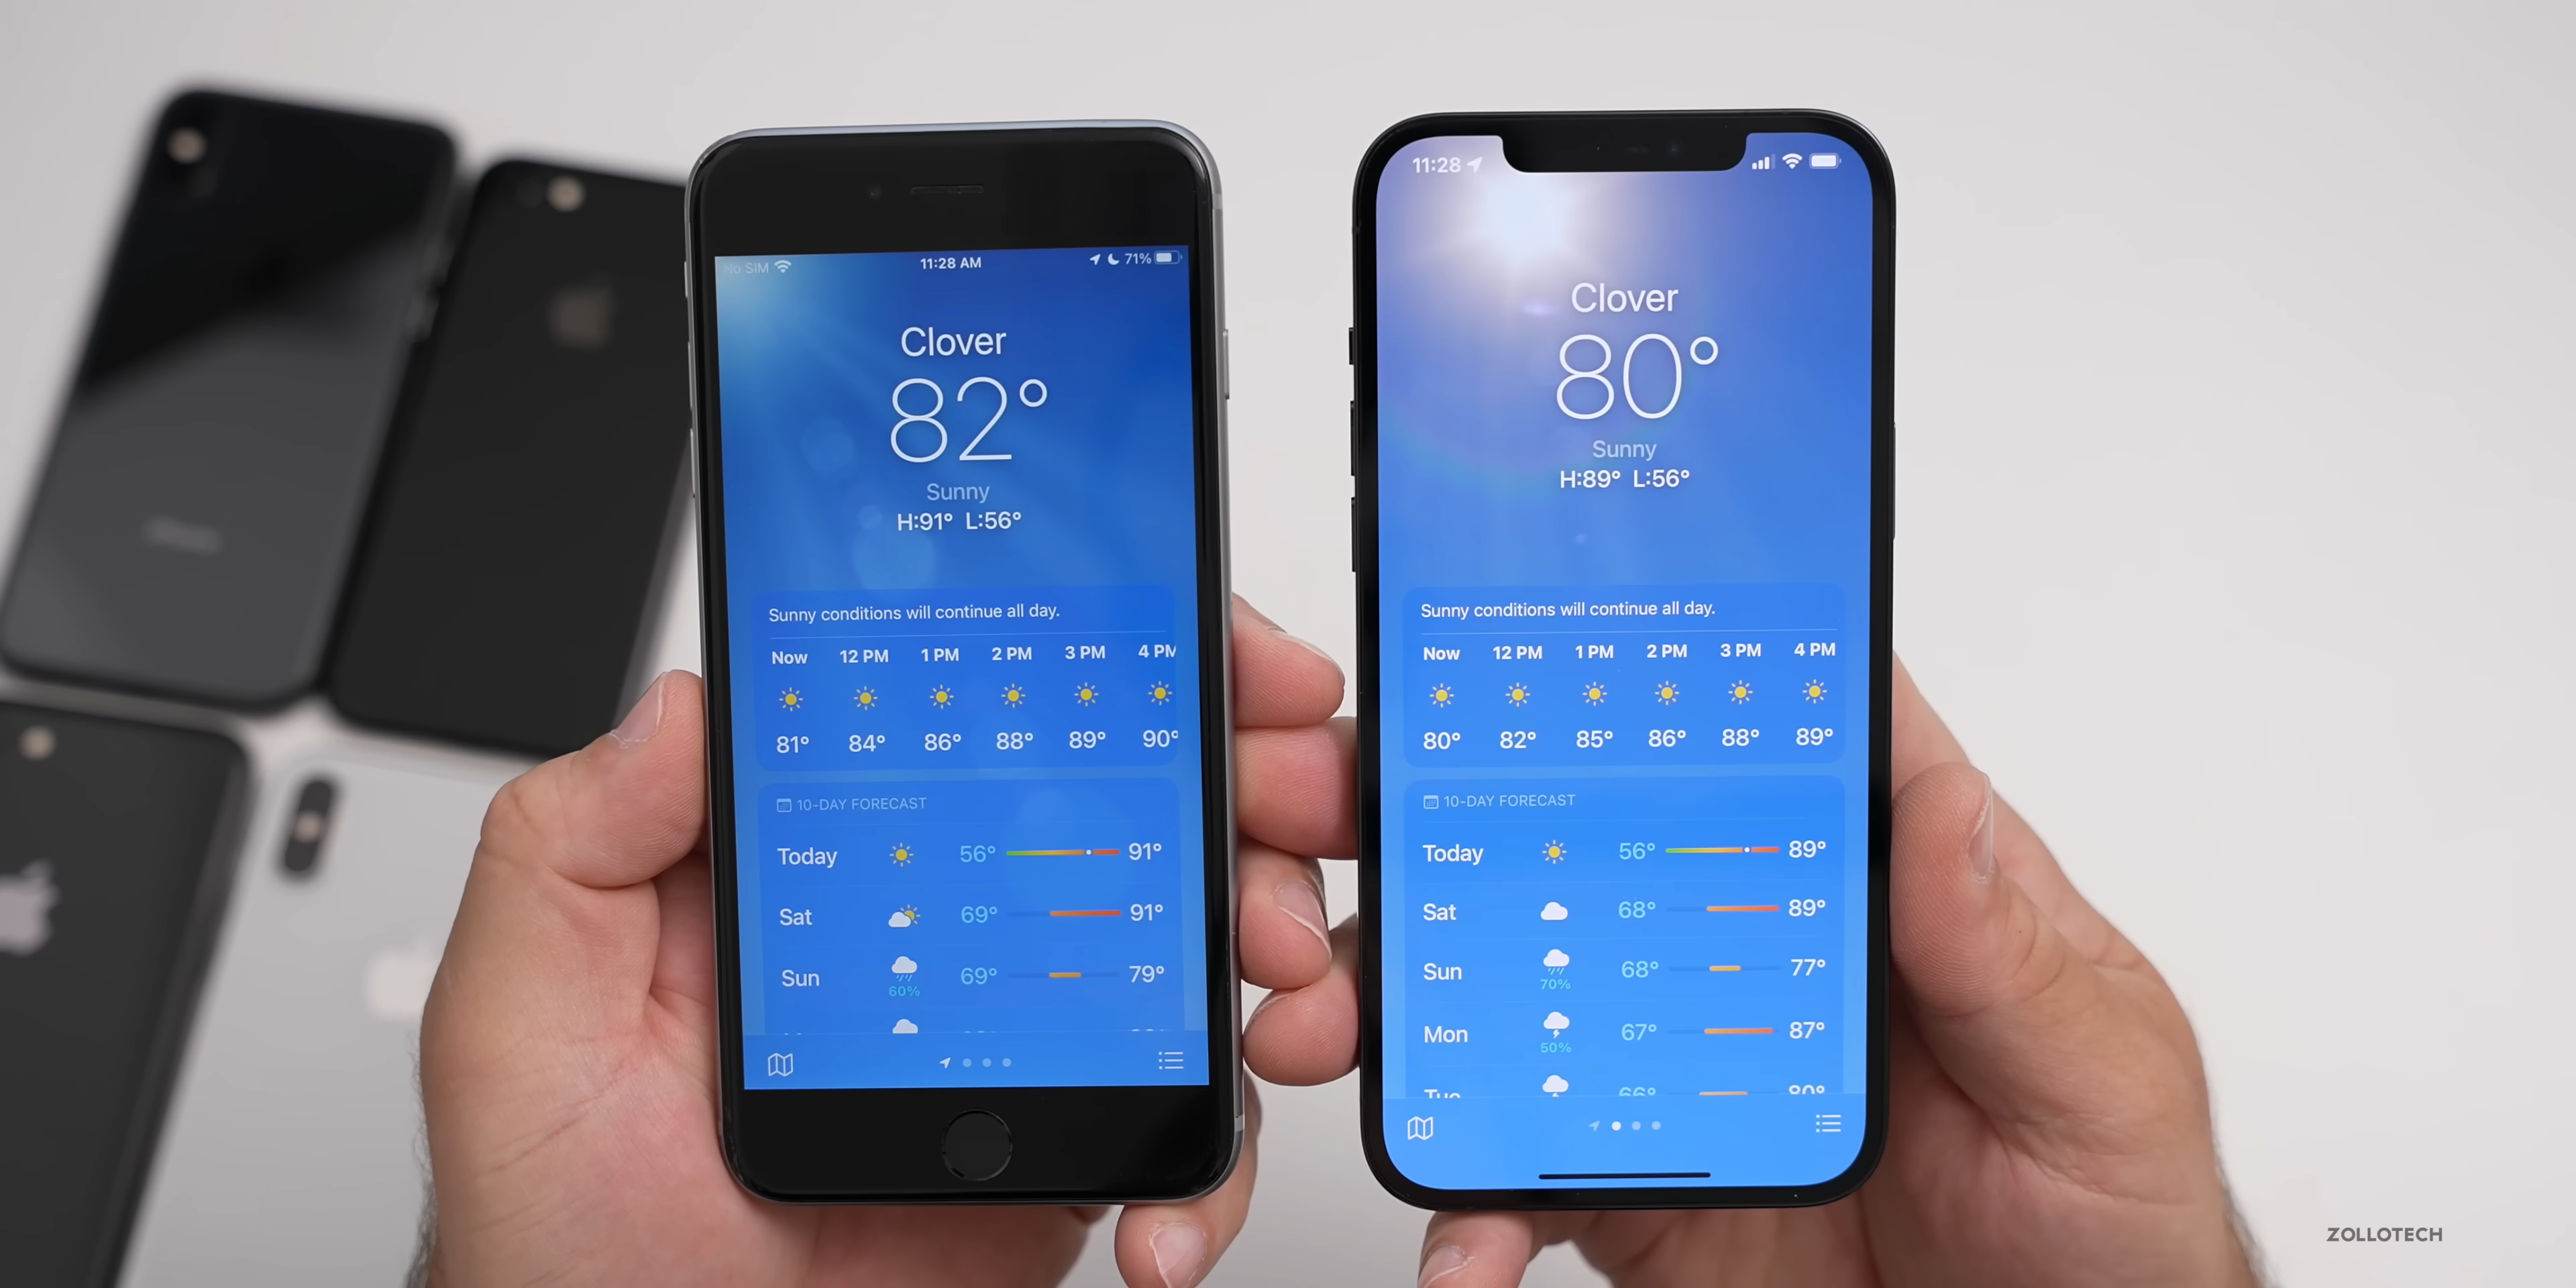 No SIM 11:28 AM 71%
Clover
82°
Sunny
H:91° L:56°
Sunny conditions will continue all day.
Now 12 PM 1 PM 2 PM 3 PM 4 PM
81° 84° 86° 88° 89° 90°
10-DAY FORECAST
Today 56° 91°
Sat 69° 91°
Sun 60% 69° 79°
11:28
Clover
80°
Sunny
H:89° L:56°
Sunny conditions will continue all day.
Now 12 PM 1 PM 2 PM 3 PM 4 PM
80° 82° 85° 86° 88° 89°
10-DAY FORECAST
Today 56° 89°
Sat 68° 89°
Sun 70% 68° 77°
Mon 50% 67° 87°
Tue 66° 80°
ZOLLOTECH